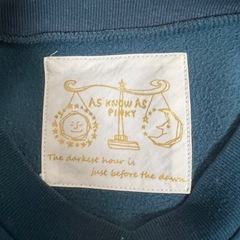 AS KNOW AS
PINKY
The darkest hour is
just before the dawn